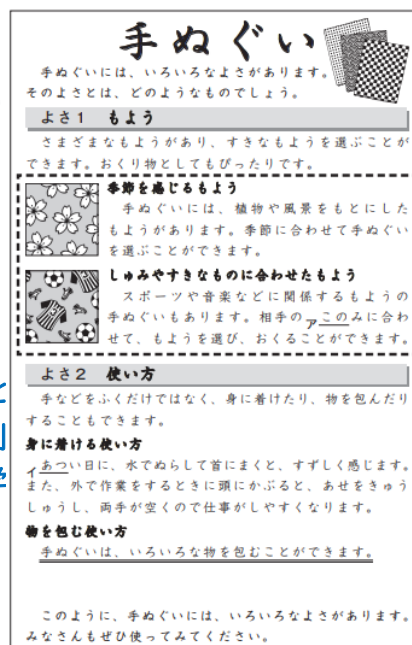 手ぬぐい
手ぬぐいには、いろいろなよさがあります。
そのよさとは、どのようなものでしょう。
よさ1 もよう
さまざまなもようがあり、すきなもようを選ぶことが
できます。おくり物としてもぴったりです。
季節を感じるもよう
手ぬぐいには、植物や風景をもとにした
もようがあります。季節に合わせて手ぬぐい
を選ぶことができます。
しゅみやすきなものに合わせたもよう
スポーツや音楽などに関係するもようの
手ぬぐいもあります。相手のアこのみに合わ
せて、もようを選び、おくることができます。
よさ2 使い方
手などをふくだけではなく、身に着けたり、物を包んだり
することもできます。
身に着ける使い方
イあつい日に、水でぬらして首にまくと、すずしく感じます。
また、外で作業をするときに頭にかぶると、あせをきゅう
しゅうし、両手が空くので仕事がしやすくなります。
物を包む使い方
手ぬぐいは、いろいろな物を包むことができます。
このように、手ぬぐいには、いろいろなよさがあります。
みなさんもぜひ使ってみてください。